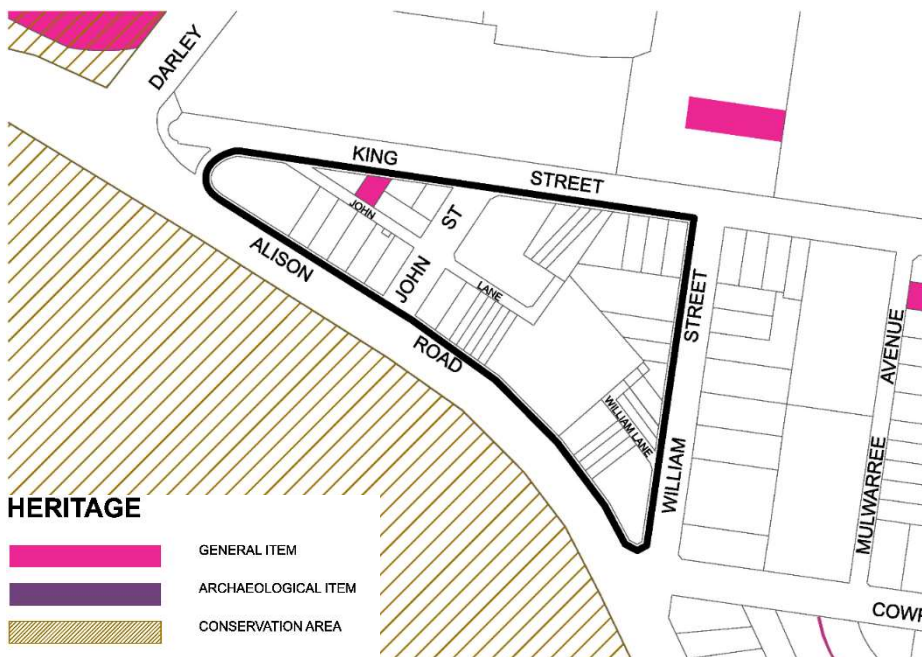 DARLEY
KING
STREET
JOHN
ST
ALISON
JOHN
LANE
ROAD
STREET
AVENUE
WILLIAM LANE
WILLIAM
MULWARREE
HERITAGE
GENERAL ITEM
ARCHAEOLOGICAL ITEM
CONSERVATION AREA